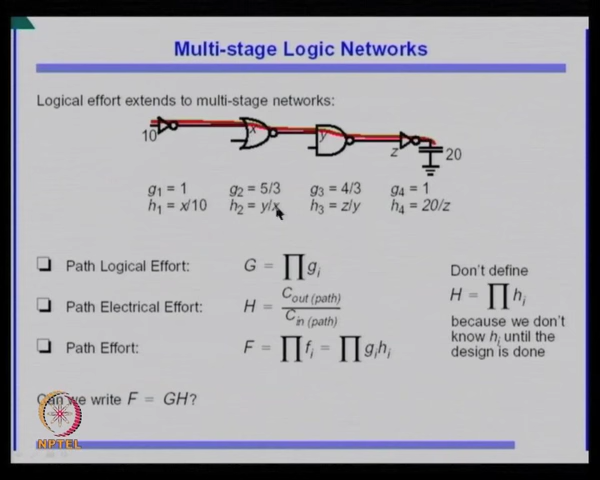 Multi-stage Logic Networks
Logical effort extends to multi-stage networks:
10 x y z 20
g₁ = 1 g₂ = 5/3 g₃ = 4/3 g₄ = 1
h₁ = x/10 h₂ = y/x h₃ = z/y h₄ = 20/z
Path Logical Effort: G = ∏ gᵢ
Path Electrical Effort: H = C_out (path) / C_in (path)
Path Effort: F = ∏ fᵢ = ∏ gᵢhᵢ
Don't define
H = ∏ hᵢ
because we don't
know hᵢ until the
design is done
Can we write F = GH?
NPTEL